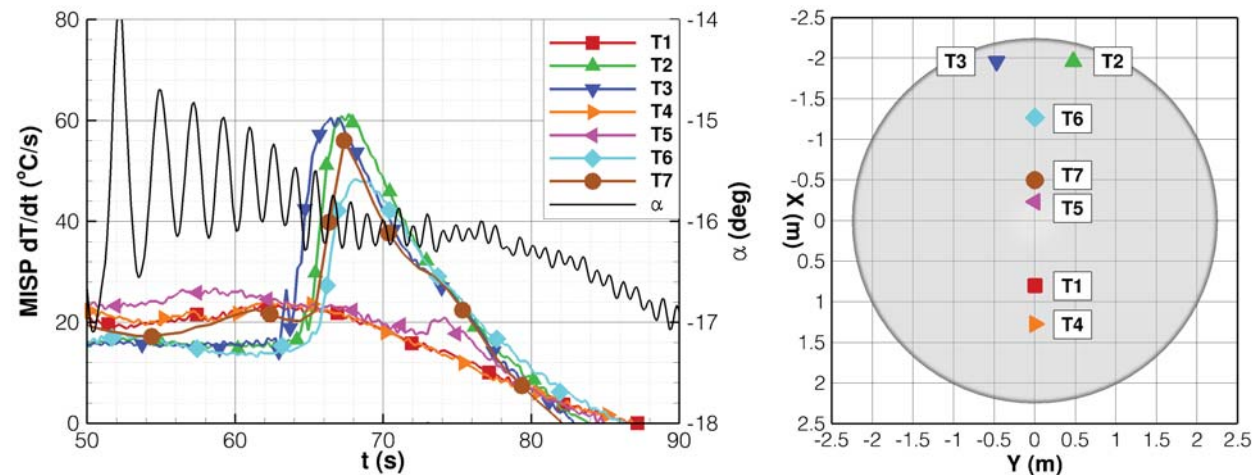 80
60
40
20
0
MISP dT/dt (°C/s)
50
60
70
80
90
t (s)
-14
-15
-16
-17
-18
α (deg)
T1
T2
T3
T4
T5
T6
T7
α
-2.5
-2
-1.5
-1
-0.5
0
0.5
1
1.5
2
2.5
X (m)
T3
T2
T6
T7
T5
T1
T4
-2.5
-2
-1.5
-1
-0.5
0
0.5
1
1.5
2
2.5
Y (m)